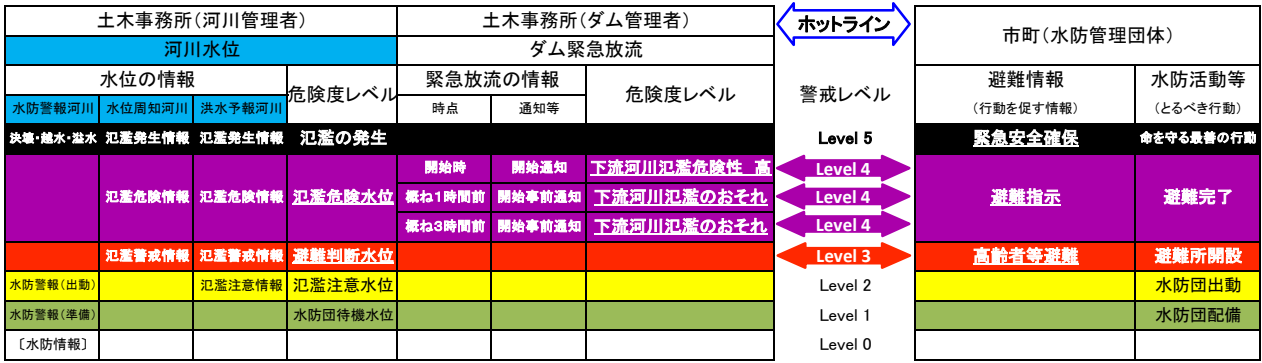 土木事務所（河川管理者） 土木事務所（ダム管理者） ホットライン 市町（水防管理団体）
河川水位 ダム緊急放流
水位の情報 危険度レベル 緊急放流の情報 危険度レベル 警戒レベル 避難情報 水防活動等
水防警報河川 水位周知河川 洪水予報河川 時点 通知等 （行動を促す情報） （とるべき行動）
決壊・越水・溢水 氾濫発生情報 氾濫発生情報 氾濫の発生 Level 5 緊急安全確保 命を守る最善の行動
開始時 開始通知 下流河川氾濫危険性 高 Level 4
氾濫危険情報 氾濫危険情報 氾濫危険水位 概ね1時間前 開始事前通知 下流河川氾濫のおそれ Level 4 避難指示 避難完了
概ね3時間前 開始事前通知 下流河川氾濫のおそれ Level 4
氾濫警戒情報 氾濫警戒情報 避難判断水位 Level 3 高齢者等避難 避難所開設
水防警報（出動） 氾濫注意情報 氾濫注意水位 Level 2 水防団出動
水防警報（準備） 水防団待機水位 Level 1 水防団配備
〔水防情報〕 Level 0